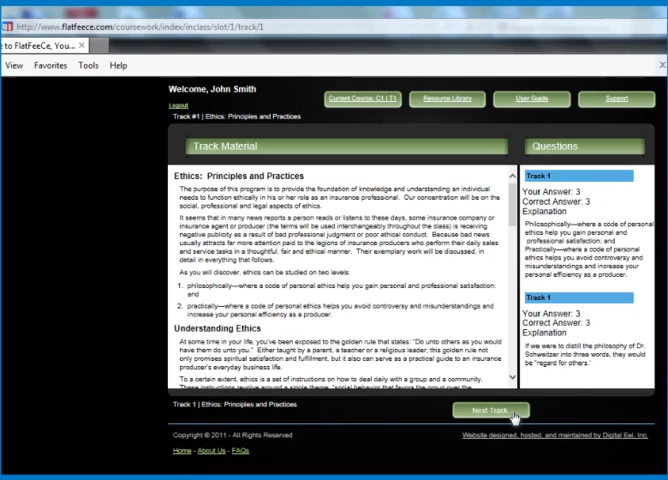 http://www.flatfeece.com/coursework/index/inclass/slot/1/track/1
e to FlatFeeCe, You... ×
View Favorites Tools Help
x
Welcome, John Smith
Logout
Current Course: C1 LT1
Resource Library
User Guide
Support
Track #1 | Ethics: Principles and Practices
Track Material
Ethics: Principles and Practices
The purpose of this program is to provide the foundation of knowledge and understanding an individual
needs to function ethically in his or her role as an insurance professional. Our concentration will be on the
social, professional and legal aspects of ethics.
It seems that in many news reports a person reads or listens to these days, some insurance company or
insurance agent or producer (the terms will be used interchangeably throughout the class) is receiving
negative publicity as a result of bad professional judgment or poor ethical conduct. Because bad news
usually attracts far more attention paid to the legions of insurance producers who perform their daily sales
and service tasks in a thoughtful, fair and ethical manner. Their exemplary work will be discussed, in
detail in everything that follows.
As you will discover, ethics can be studied on two levels:
1. philosophically—where a code of personal ethics help you gain personal and professional satisfaction:
and
2. practically—where a code of personal ethics helps you avoid controversy and misunderstandings and
increase your personal efficiency as a producer.
Understanding Ethics
At some time in your life, you've been exposed to the golden rule that states: "Do unto others as you would
have them do unto you." Either taught by a parent, a teacher or a religious leader, this golden rule not
only promises spiritual satisfaction and fulfillment, but it also can serve as a practical guide to an insurance
producer's everyday business life.
To a certain extent, ethics is a set of instructions on how to deal daily with a group and a community.
These instructions revolve around a single theme: "social behavior that favors the group over the
Questions
Track 1
Your Answer: 3
Correct Answer: 3
Explanation
Philosophically—where a code of personal
ethics help you gain personal and
professional satisfaction; and
Practically—where a code of personal
ethics helps you avoid controversy and
misunderstandings and increase your
personal efficiency as a producer.
Track 1
Your Answer: 3
Correct Answer: 3
Explanation
If we were to distill the philosophy of Dr.
Schweitzer into three words, they would
be "regard for others.'
Track 1 | Ethics: Principles and Practices
Next Track
Copyright © 2011 - All Rights Reserved
Website designed, hosted, and maintained by Digital Eel, Inc.
Home - About Us - FAQs